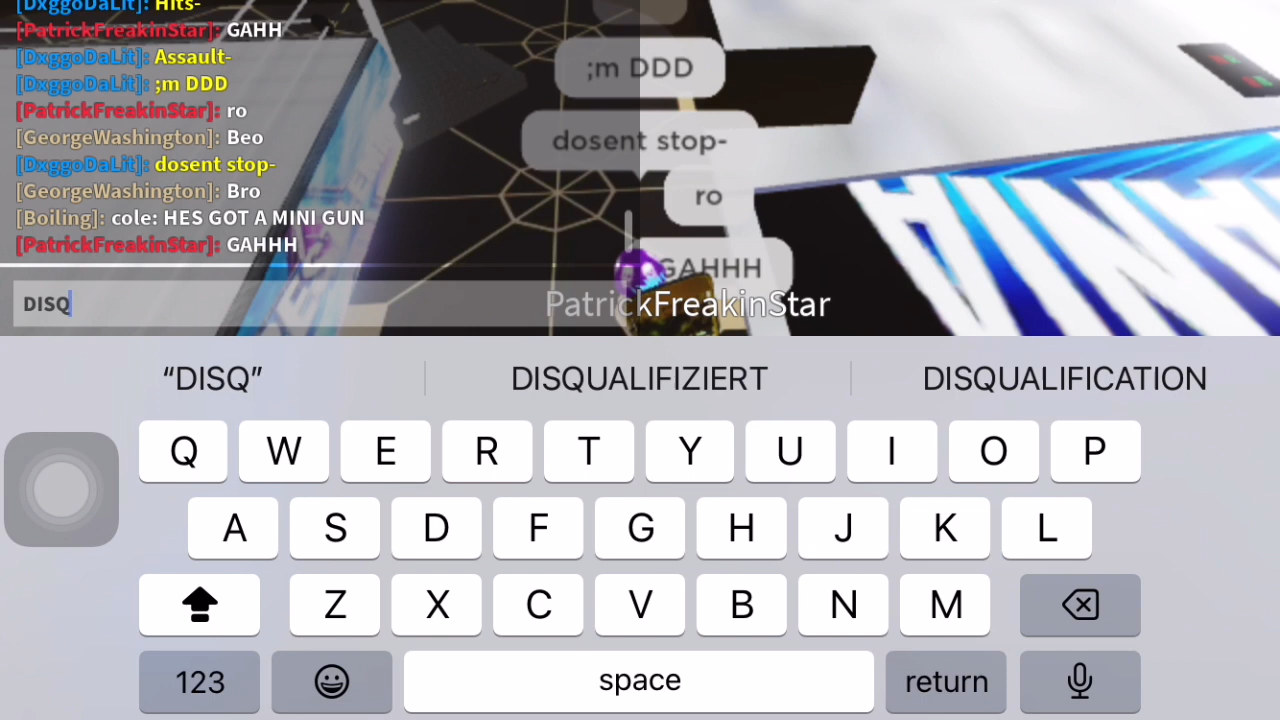 [DxggoDaLit]: Hits-
[PatrickFreakinStar]: GAHH
[DxggoDaLit]: Assault-
[DxggoDaLit]: ;m DDD
[PatrickFreakinStar]: ro
[GeorgeWashington]: Beo
[DxggoDaLit]: dosent stop-
[GeorgeWashington]: Bro
[Boiling]: cole: HES GOT A MINI GUN
[PatrickFreakinStar]: GAHHH
DISQ
;m DDD
dosent stop-
ro
GAHHH
PatrickFreakinStar
“DISQ” DISQUALIFIZIERT DISQUALIFICATION
Q W E R T Y U I O P
A S D F G H J K L
Z X C V B N M
123 space return